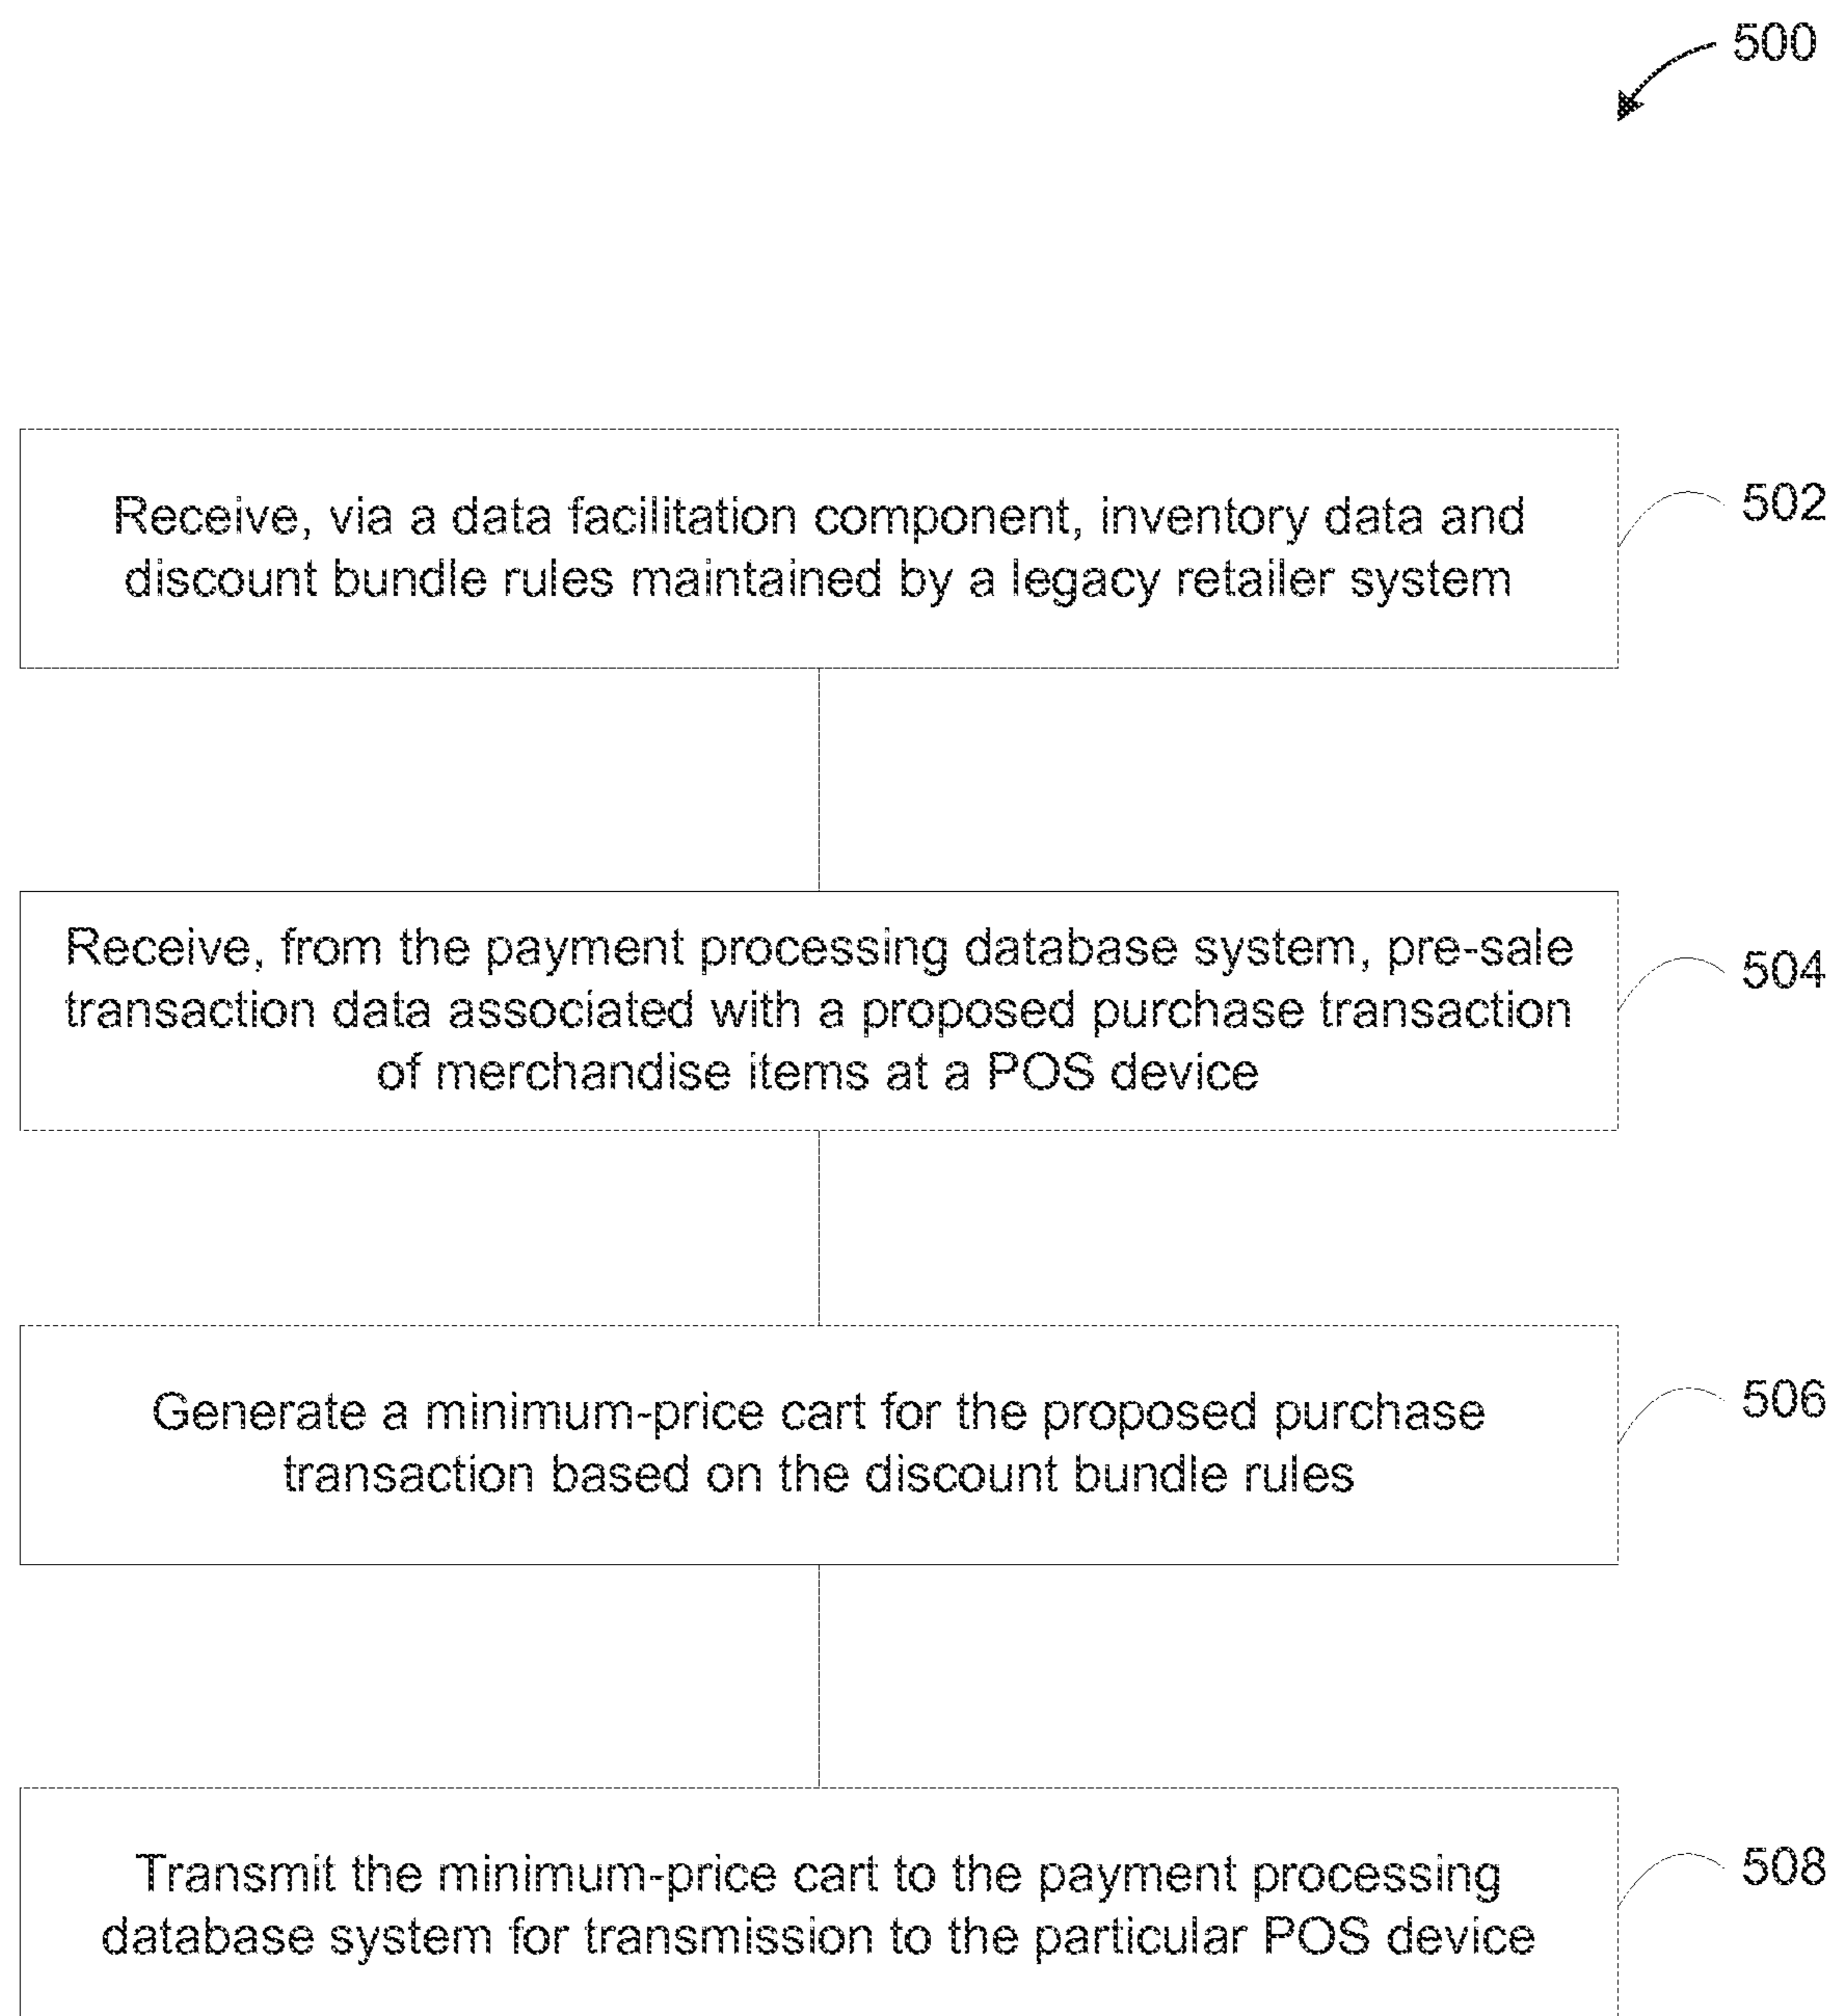 500
Receive, via a data facilitation component, inventory data and
discount bundle rules maintained by a legacy retailer system
502
Receive, from the payment processing database system, pre-sale
transaction data associated with a proposed purchase transaction
of merchandise items at a POS device
504
Generate a minimum-price cart for the proposed purchase
transaction based on the discount bundle rules
506
Transmit the minimum-price cart to the payment processing
database system for transmission to the particular POS device
508